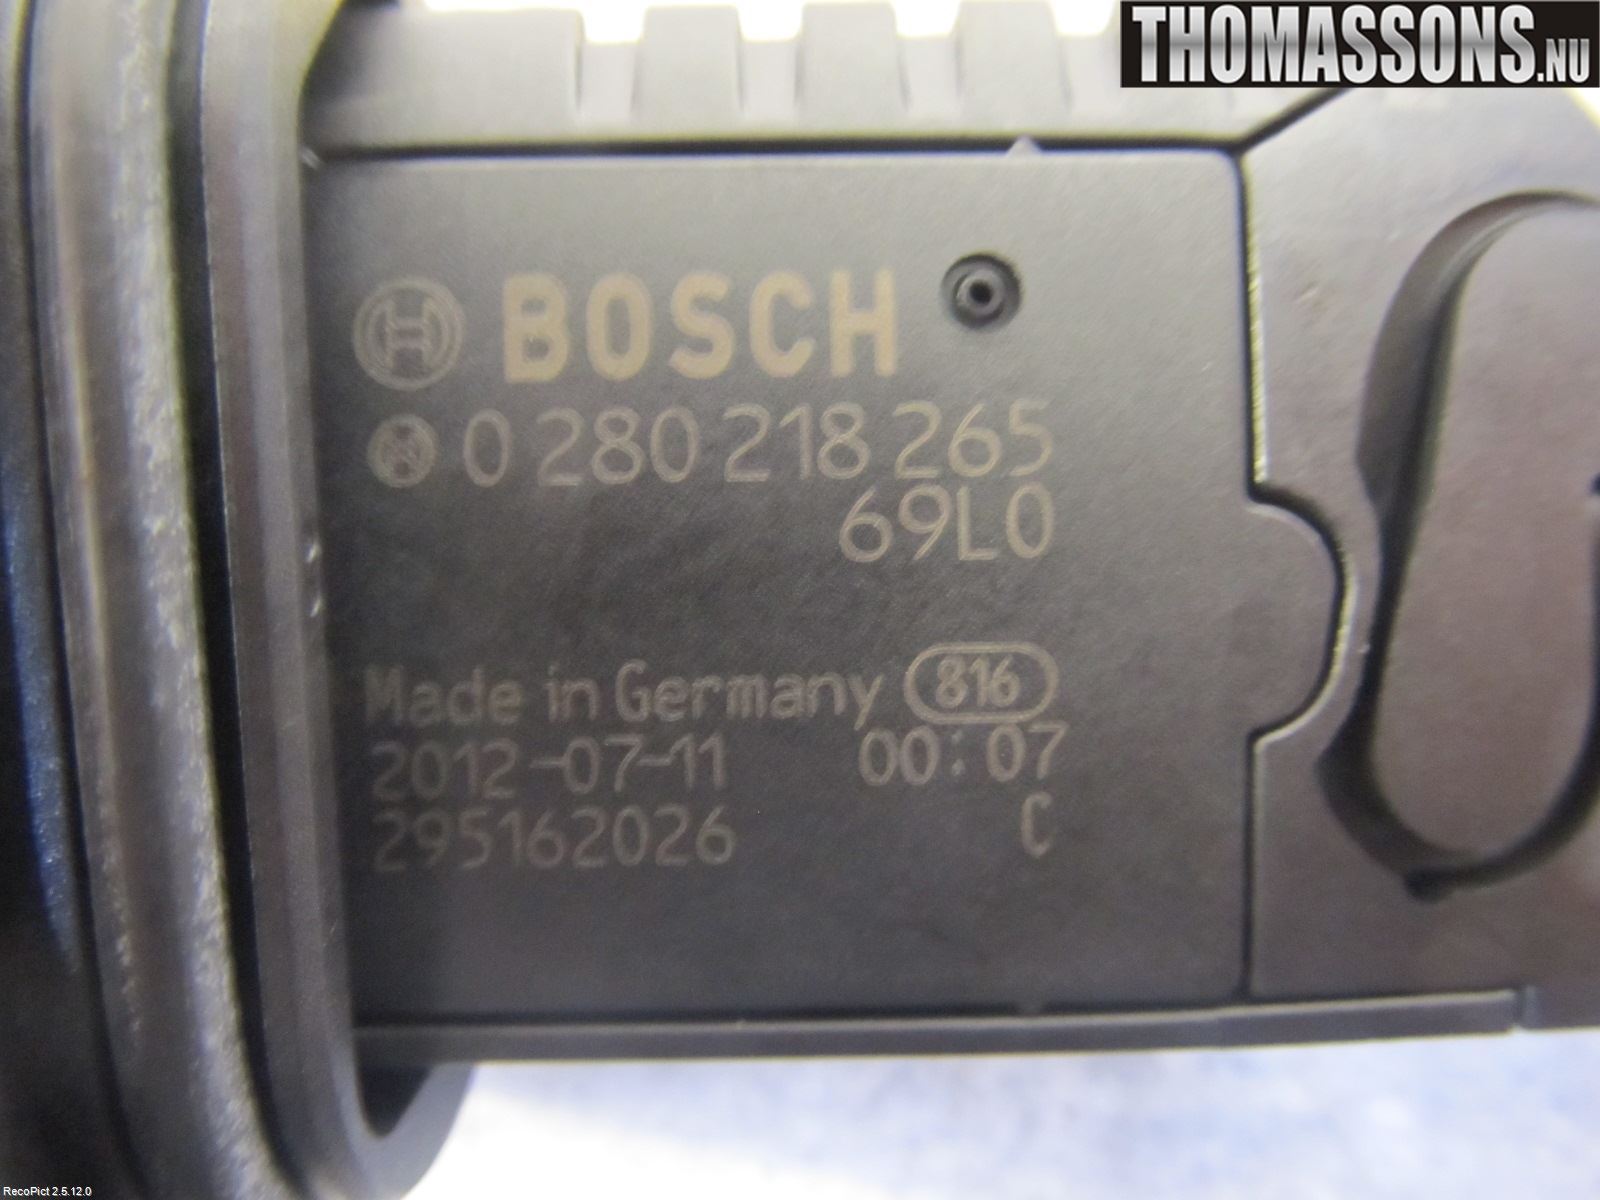 THOMASSONS.NU
BOSCH
0 280 218 265
69L0
Made in Germany 816
2012-07-11 00:07
295162026 C
RecoPict 2.5.12.0